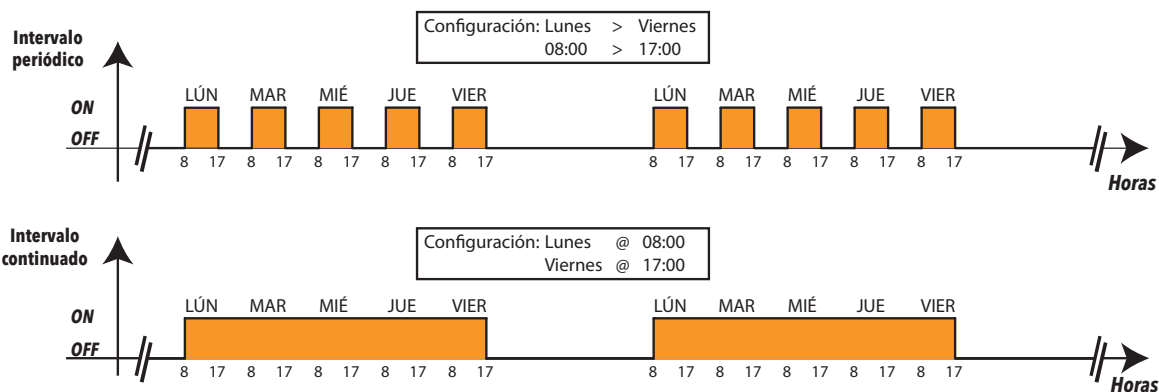 Configuración: Lunes > Viernes
08:00 > 17:00
Intervalo
periódico
LÚN MAR MIÉ JUE VIER LÚN MAR MIÉ JUE VIER
ON
OFF
8 17 8 17 8 17 8 17 8 17 8 17 8 17 8 17 8 17 8 17
Horas
Intervalo
continuado
Configuración: Lunes @ 08:00
Viernes @ 17:00
LÚN MAR MIÉ JUE VIER LÚN MAR MIÉ JUE VIER
ON
OFF
8 17 8 17 8 17 8 17 8 17 8 17 8 17 8 17 8 17 8 17
Horas